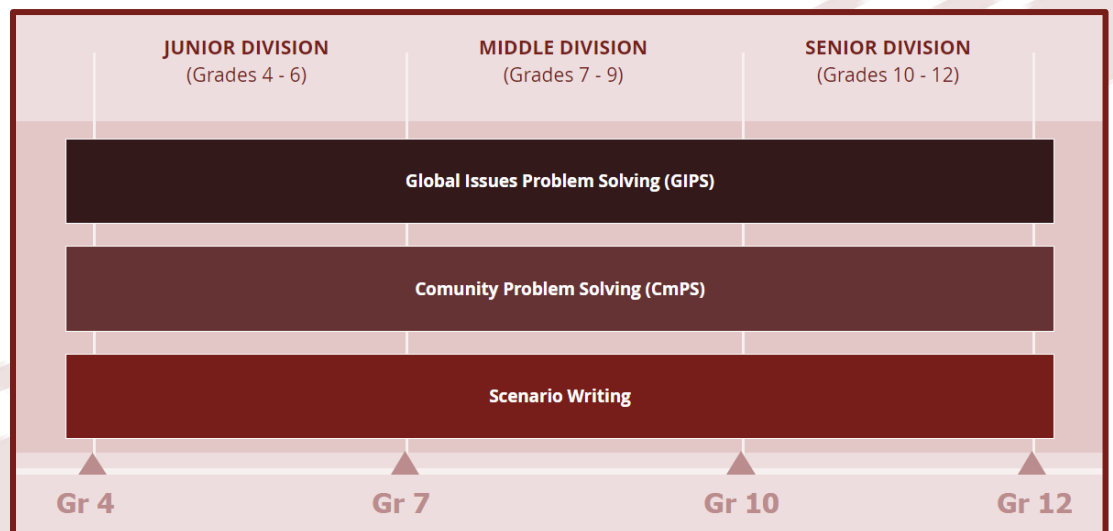 JUNIOR DIVISION
(Grades 4 - 6)
MIDDLE DIVISION
(Grades 7 - 9)
SENIOR DIVISION
(Grades 10 - 12)
Global Issues Problem Solving (GIPS)
Comunity Problem Solving (CmPS)
Scenario Writing
Gr 4
Gr 7
Gr 10
Gr 12